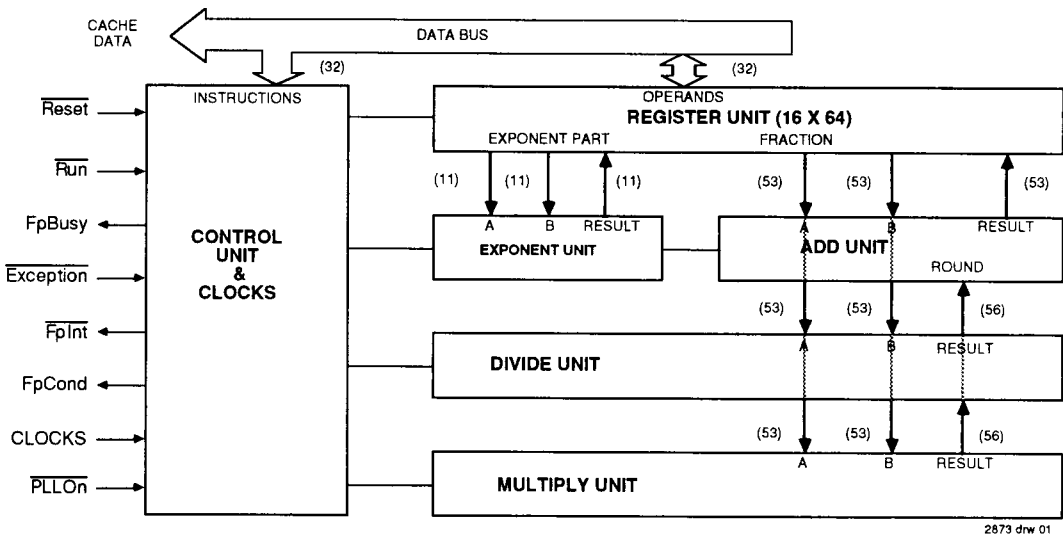 CACHE
DATA
DATA BUS
(32)
(32)
INSTRUCTIONS
OPERANDS
REGISTER UNIT (16 X 64)
EXPONENT PART
FRACTION
Reset
Run
FpBusy
Exception
FpInt
FpCond
CLOCKS
PLLOn
CONTROL
UNIT
&
CLOCKS
(11) (11) (11)
(53) (53) (53)
A B RESULT
EXPONENT UNIT
A B RESULT
ADD UNIT
ROUND
(53) (53) (56)
A B RESULT
DIVIDE UNIT
(53) (53) (56)
A B RESULT
MULTIPLY UNIT
2873 drw 01